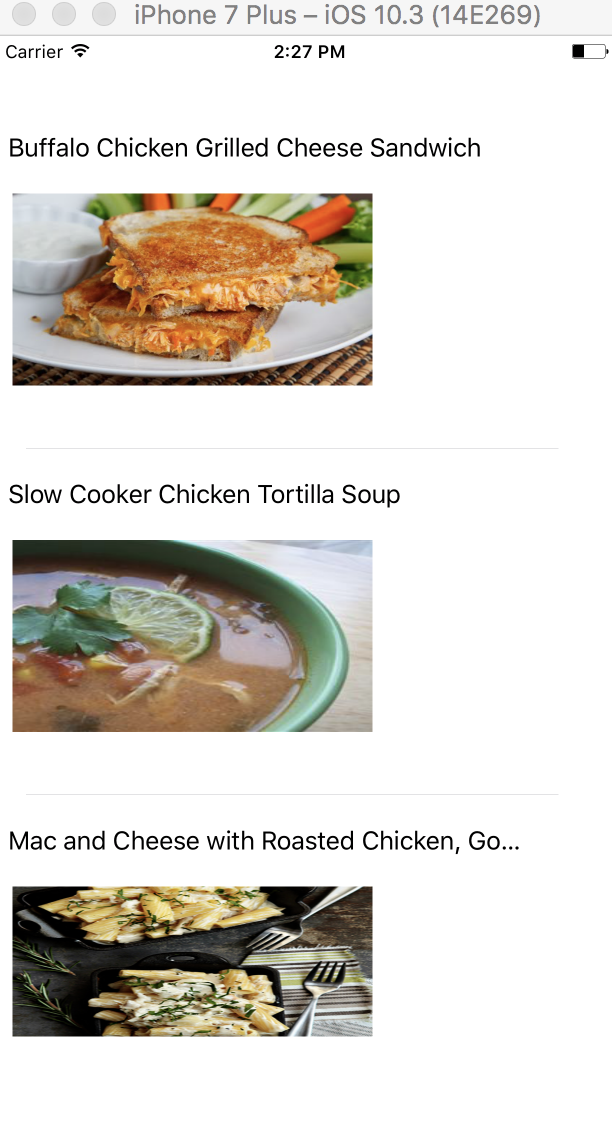 iPhone 7 Plus – iOS 10.3 (14E269)
Carrier 2:27 PM
Buffalo Chicken Grilled Cheese Sandwich
Slow Cooker Chicken Tortilla Soup
Mac and Cheese with Roasted Chicken, Go...